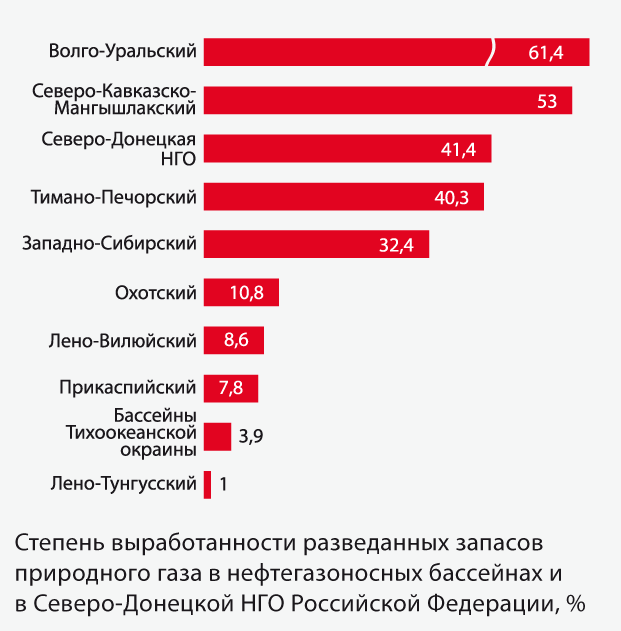 Волго-Уральский 61,4
Северо-Кавказско-
Мангышлакский 53
Северо-Донецкая
НГО 41,4
Тимано-Печорский 40,3
Западно-Сибирский 32,4
Охотский 10,8
Лено-Вилюйский 8,6
Прикаспийский 7,8
Бассейны
Тихоокеанской 3,9
окраины
Лено-Тунгусский 1
Степень выработанности разведанных запасов
природного газа в нефтегазоносных бассейнах и
в Северо-Донецкой НГО Российской Федерации, %